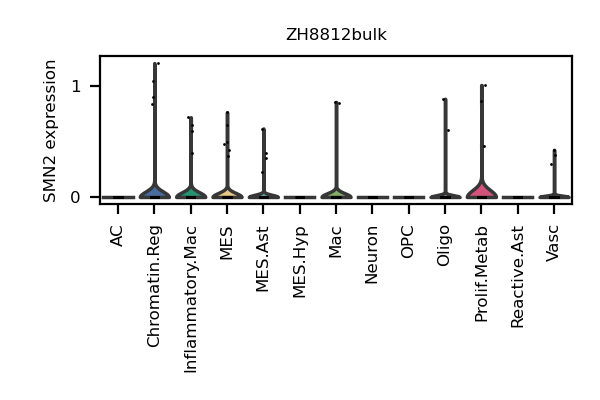 ZH8812bulk
SMN2 expression
1
0
AC
Chromatin.Reg
Inflammatory.Mac
MES
MES.Ast
MES.Hyp
Mac
Neuron
OPC
Oligo
Prolif.Metab
Reactive.Ast
Vasc